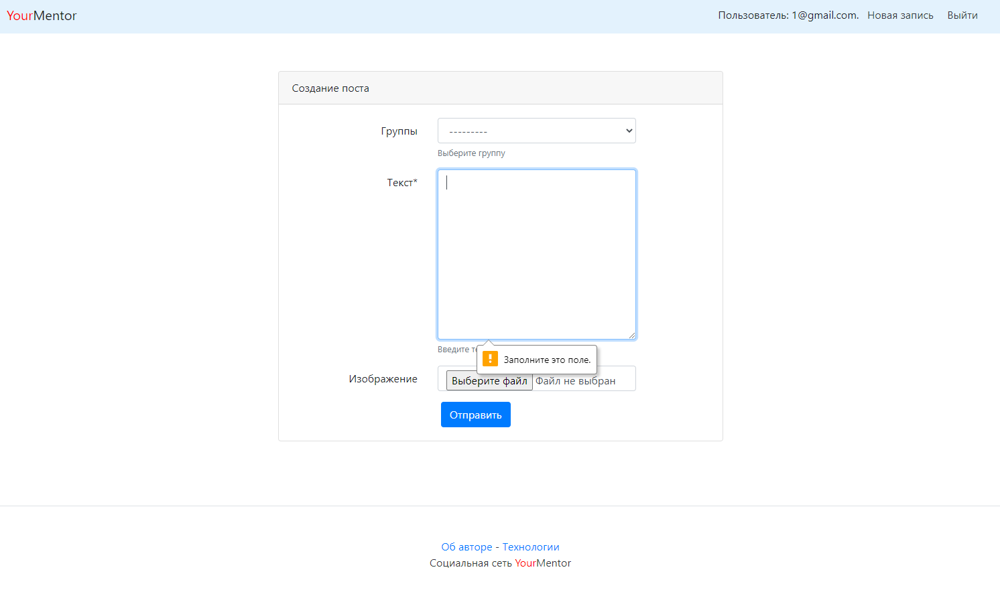 YourMentor
Пользователь: 1@gmail.com. Новая запись Выйти
Создание поста
Группы ---------
Выберите группу
Текст*
Введите
Заполните это поле.
Изображение Выберите файл Файл не выбран
Отправить
Об авторе - Технологии
Социальная сеть YourMentor